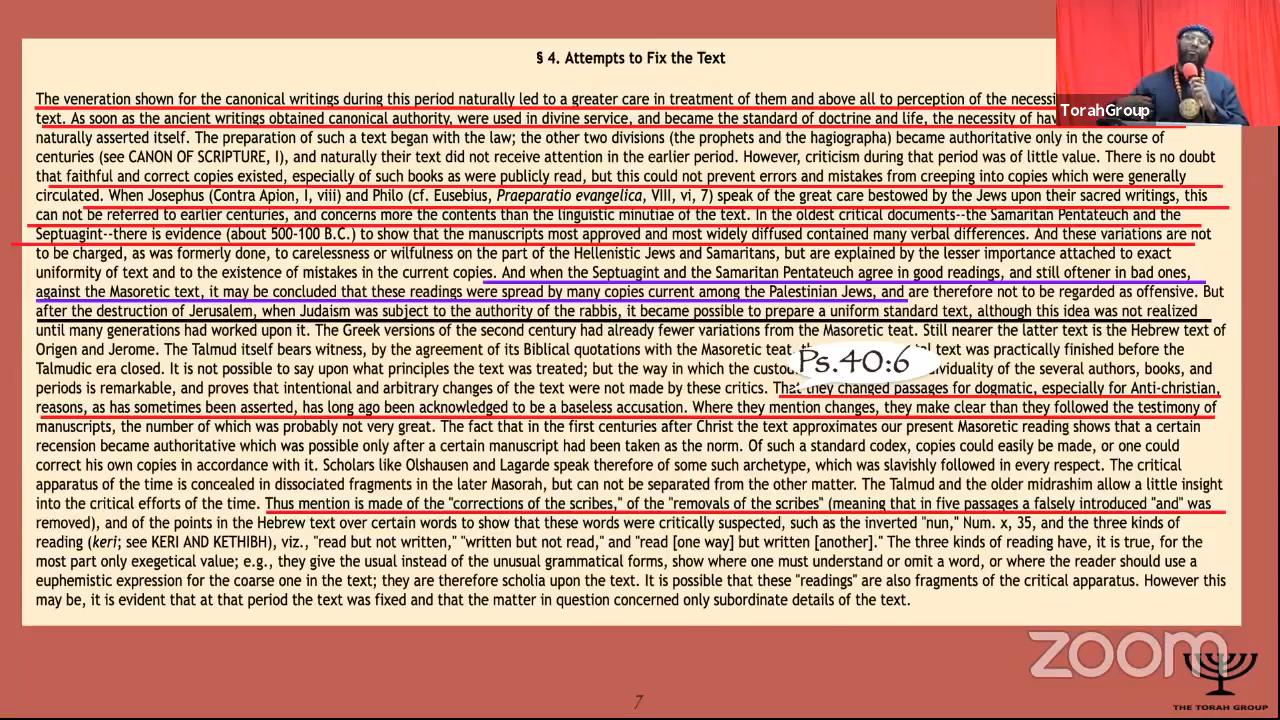 § 4. Attempts to Fix the Text
The veneration shown for the canonical writings during this period naturally led to a greater care in treatment of them and above all to perception of the
text. As soon as the ancient writings obtained canonical authority, were used in divine service, and became the standard of doctrine and life, the necessity of
naturally asserted itself. The preparation of such a text began with the law; the other two divisions (the prophets and the hagiographa) became authoritative only in the course of
centuries (see CANON OF SCRIPTURE, I), and naturally their text did not receive attention in the earlier period. However, criticism during that period was of little value. There is no doubt
that faithful and correct copies existed, especially of such books as were publicly read, but this could not prevent errors and mistakes from creeping into copies which were generally
circulated. When Josephus (Contra Apion, I, viii) and Philo (cf. Eusebius, Praeparatio evangelica, VIII, vi, 7) speak of the great care bestowed by the Jews upon their sacred writings, this
can not be referred to earlier centuries, and concerns more the contents than the linguistic minutiae of the text. In the oldest critical documents--the Samaritan Pentateuch and the
Septuagint--there is evidence (about 500-100 B.C.) to show that the manuscripts most approved and most widely diffused contained many verbal differences. And these variations are not
to be charged, as was formerly done, to carelessness or wilfulness on the part of the Hellenistic Jews and Samaritans, but are explained by the lesser importance attached to exact
uniformity of text and to the existence of mistakes in the current copies. And when the Septuagint and the Samaritan Pentateuch agree in good readings, and still oftener in bad ones,
against the Masoretic text, it may be concluded that these readings were spread by many copies current among the Palestinian Jews, and are therefore not to be regarded as offensive. But
after the destruction of Jerusalem, when Judaism was subject to the authority of the rabbis, it became possible to prepare a uniform standard text, although this idea was not realized
until many generations had worked upon it. The Greek versions of the second century had already fewer variations from the Masoretic teat. Still nearer the latter text is the Hebrew text of
Origen and Jerome. The Talmud itself bears witness, by the agreement of its Biblical quotations with the Masoretic teat, text was practically finished before the
Talmudic era closed. It is not possible to say upon what principles the text was treated; but the way in which the of the several authors, books, and
periods is remarkable, and proves that intentional and arbitrary changes of the text were not made by these critics. That they changed passages for dogmatic, especially for Anti-christian,
reasons, as has sometimes been asserted, has long ago been acknowledged to be a baseless accusation. Where they mention changes, they make clear than they followed the testimony of
manuscripts, the number of which was probably not very great. The fact that in the first centuries after Christ the text approximates our present Masoretic reading shows that a certain
recension became authoritative which was possible only after a certain manuscript had been taken as the norm. Of such a standard codex, copies could easily be made, or one could
correct his own copies in accordance with it. Scholars like Olshausen and Lagarde speak therefore of some such archetype, which was slavishly followed in every respect. The critical
apparatus of the time is concealed in dissociated fragments in the later Masorah, but can not be separated from the other matter. The Talmud and the older midrashim allow a little insight
into the critical efforts of the time. Thus mention is made of the "corrections of the scribes," of the "removals of the scribes" (meaning that in five passages a falsely introduced "and" was
removed), and of the points in the Hebrew text over certain words to show that these words were critically suspected, such as the inverted "nun," Num. x, 35, and the three kinds of
reading (keri; see KERI AND KETHIBH), viz., "read but not written," "written but not read," and "read [one way] but written [another]." The three kinds of reading have, it is true, for the
most part only exegetical value; e.g., they give the usual instead of the unusual grammatical forms, show where one must understand or omit a word, or where the reader should use a
euphemistic expression for the coarse one in the text; they are therefore scholia upon the text. It is possible that these "readings" are also fragments of the critical apparatus. However this
may be, it is evident that at that period the text was fixed and that the matter in question concerned only subordinate details of the text.
Ps.40:6
TorahGroup
zoom
THE TORAH GROUP
7